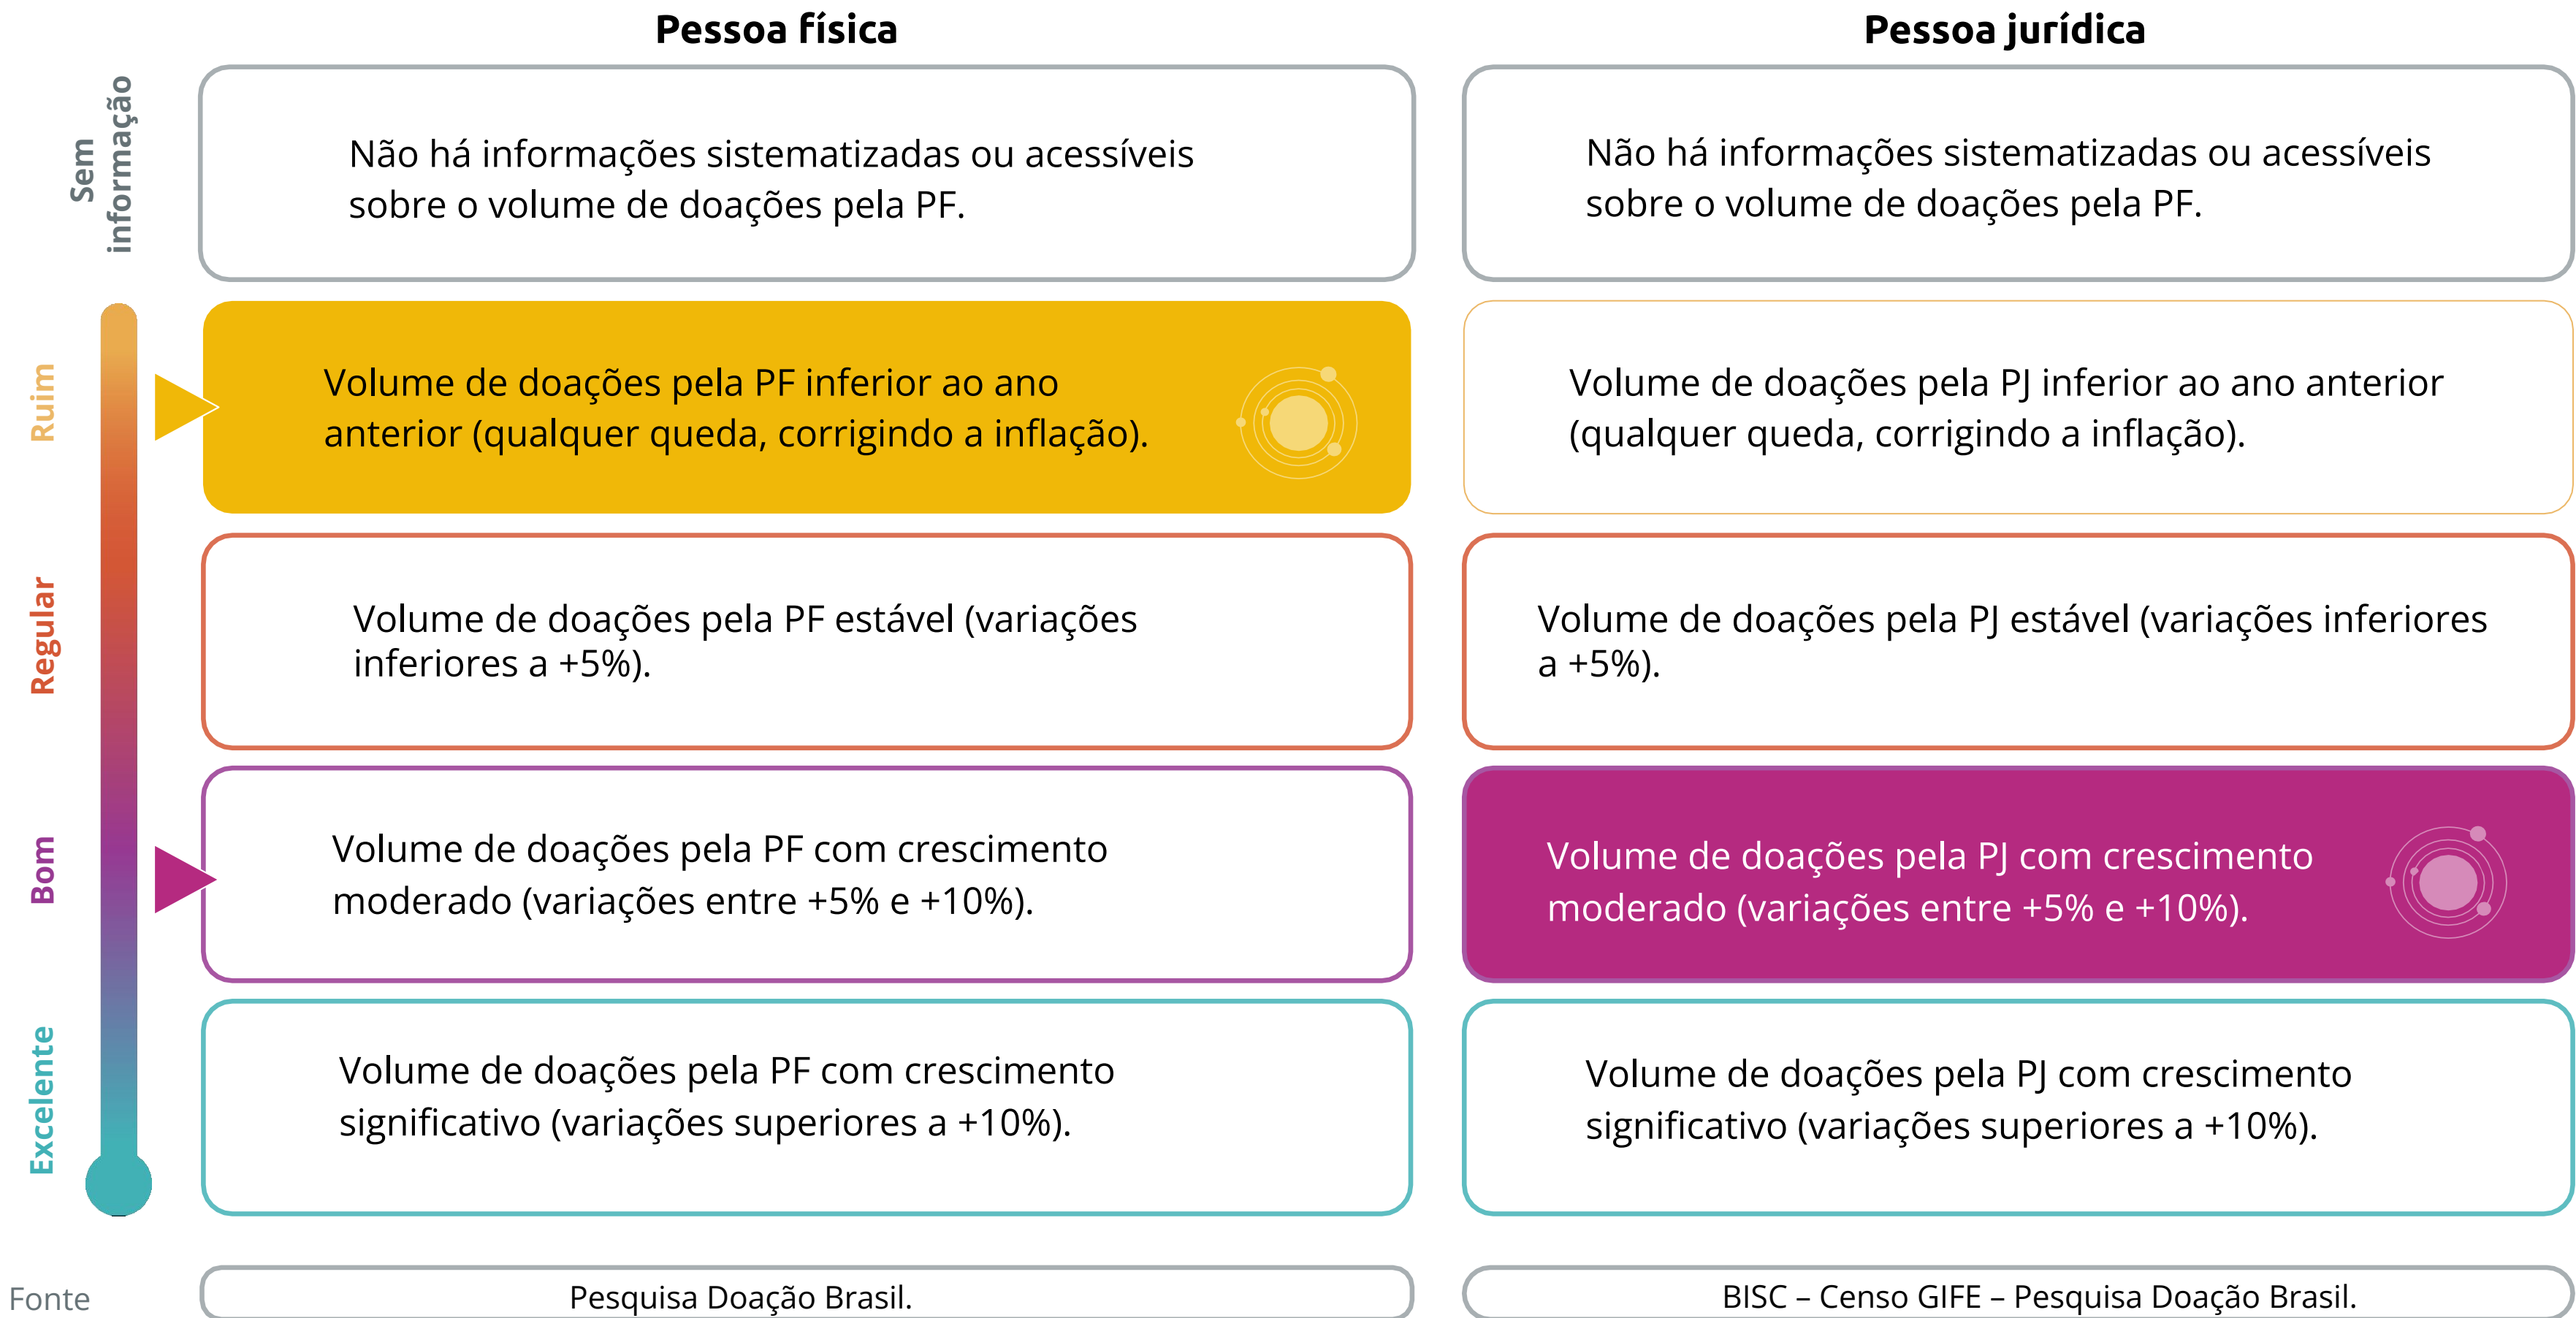 Pessoa física
Pessoa jurídica
Sem
informação
Não há informações sistematizadas ou acessíveis
sobre o volume de doações pela PF.
Não há informações sistematizadas ou acessíveis
sobre o volume de doações pela PF.
Ruim
Volume de doações pela PF inferior ao ano
anterior (qualquer queda, corrigindo a inflação).
Volume de doações pela PJ inferior ao ano anterior
(qualquer queda, corrigindo a inflação).
Regular
Volume de doações pela PF estável (variações
inferiores a +5%).
Volume de doações pela PJ estável (variações inferiores
a +5%).
Bom
Volume de doações pela PF com crescimento
moderado (variações entre +5% e +10%).
Volume de doações pela PJ com crescimento
moderado (variações entre +5% e +10%).
Excelente
Volume de doações pela PF com crescimento
significativo (variações superiores a +10%).
Volume de doações pela PJ com crescimento
significativo (variações superiores a +10%).
Fonte
Pesquisa Doação Brasil.
BISC – Censo GIFE – Pesquisa Doação Brasil.